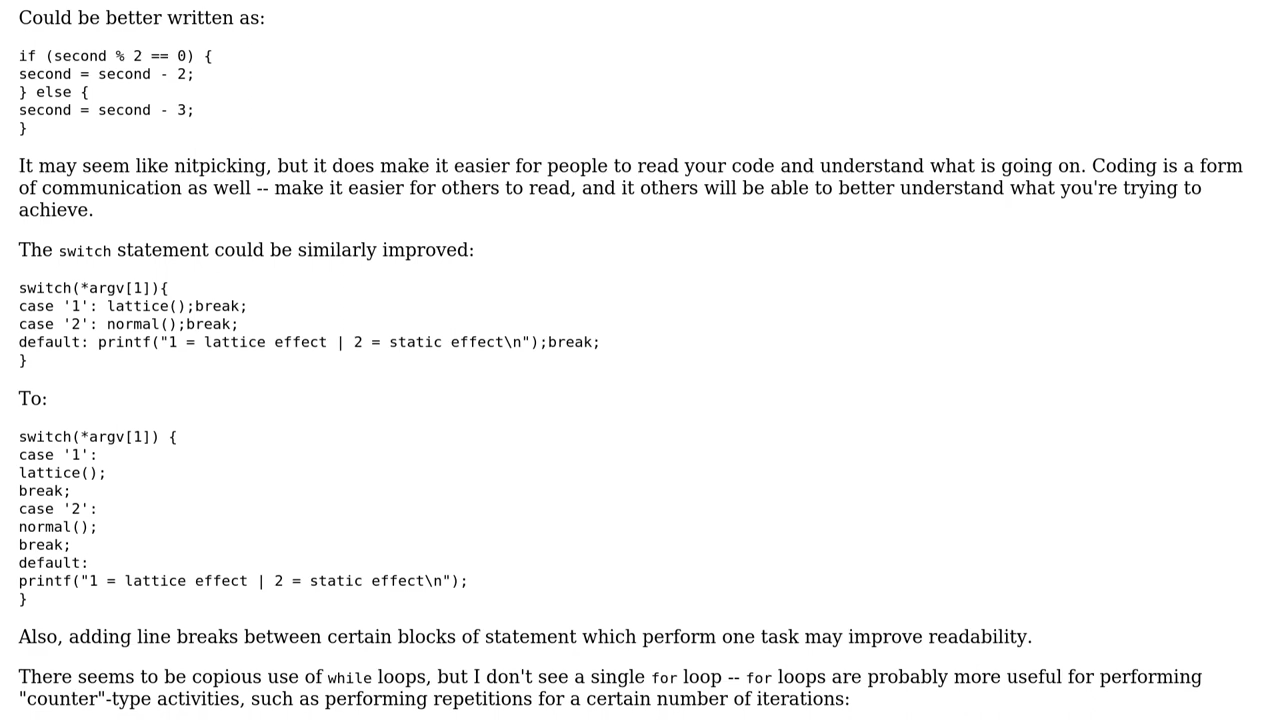 Could be better written as:
if (second % 2 == 0) {
second = second - 2;
} else {
second = second - 3;
}
It may seem like nitpicking, but it does make it easier for people to read your code and understand what is going on. Coding is a form
of communication as well -- make it easier for others to read, and it others will be able to better understand what you're trying to
achieve.
The switch statement could be similarly improved:
switch(*argv[1]){
case '1': lattice();break;
case '2': normal();break;
default: printf("1 = lattice effect | 2 = static effect\n");break;
}
To:
switch(*argv[1]) {
case '1':
lattice();
break;
case '2':
normal();
break;
default:
printf("1 = lattice effect | 2 = static effect\n");
}
Also, adding line breaks between certain blocks of statement which perform one task may improve readability.
There seems to be copious use of while loops, but I don't see a single for loop -- for loops are probably more useful for performing
"counter"-type activities, such as performing repetitions for a certain number of iterations: